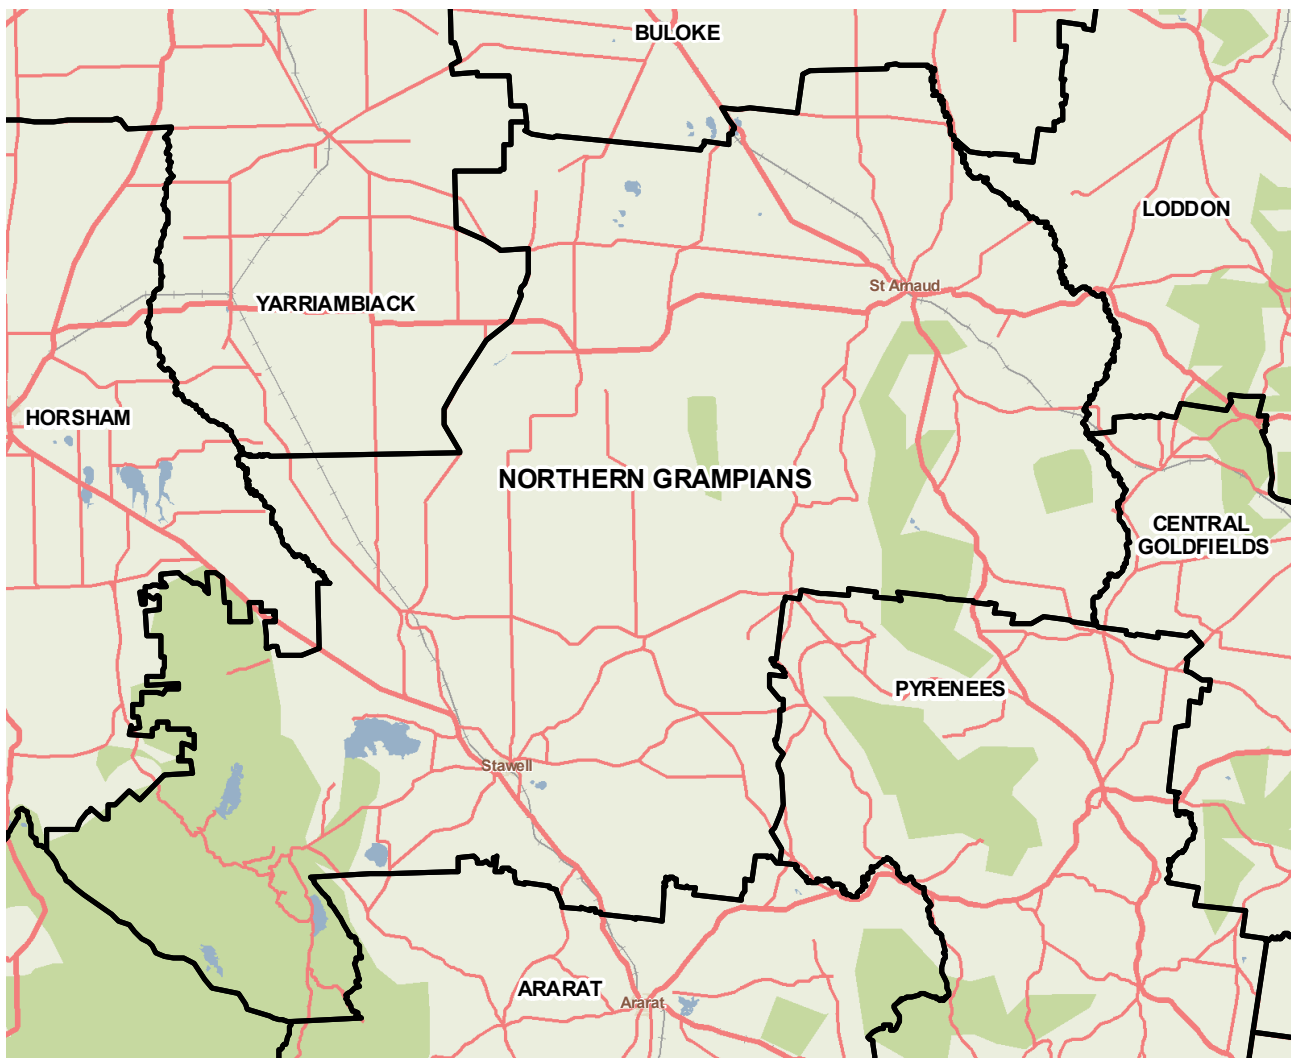 BULOKE
LODDON
St Arnaud
YARRIAMBIACK
HORSHAM
NORTHERN GRAMPIANS
CENTRAL
GOLDFIELDS
PYRENEES
Stawell
ARARAT
Ararat